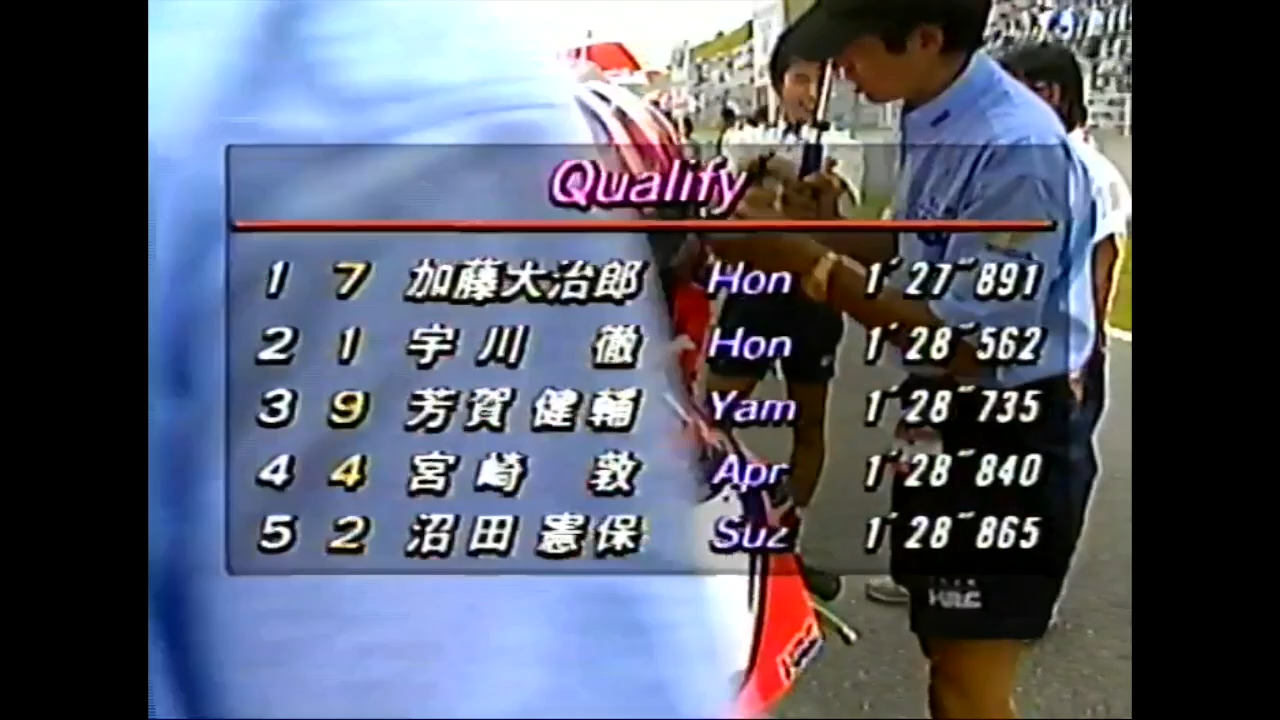 Qualify
1 7 加藤大治郎 Hon 1'27"891
2 1 宇川 徹 Hon 1'28"562
3 9 芳賀健輔 Yam 1'28"735
4 4 宮崎 敦 Apr 1'28"840
5 2 沼田憲保 Suz 1'28"865
HRC